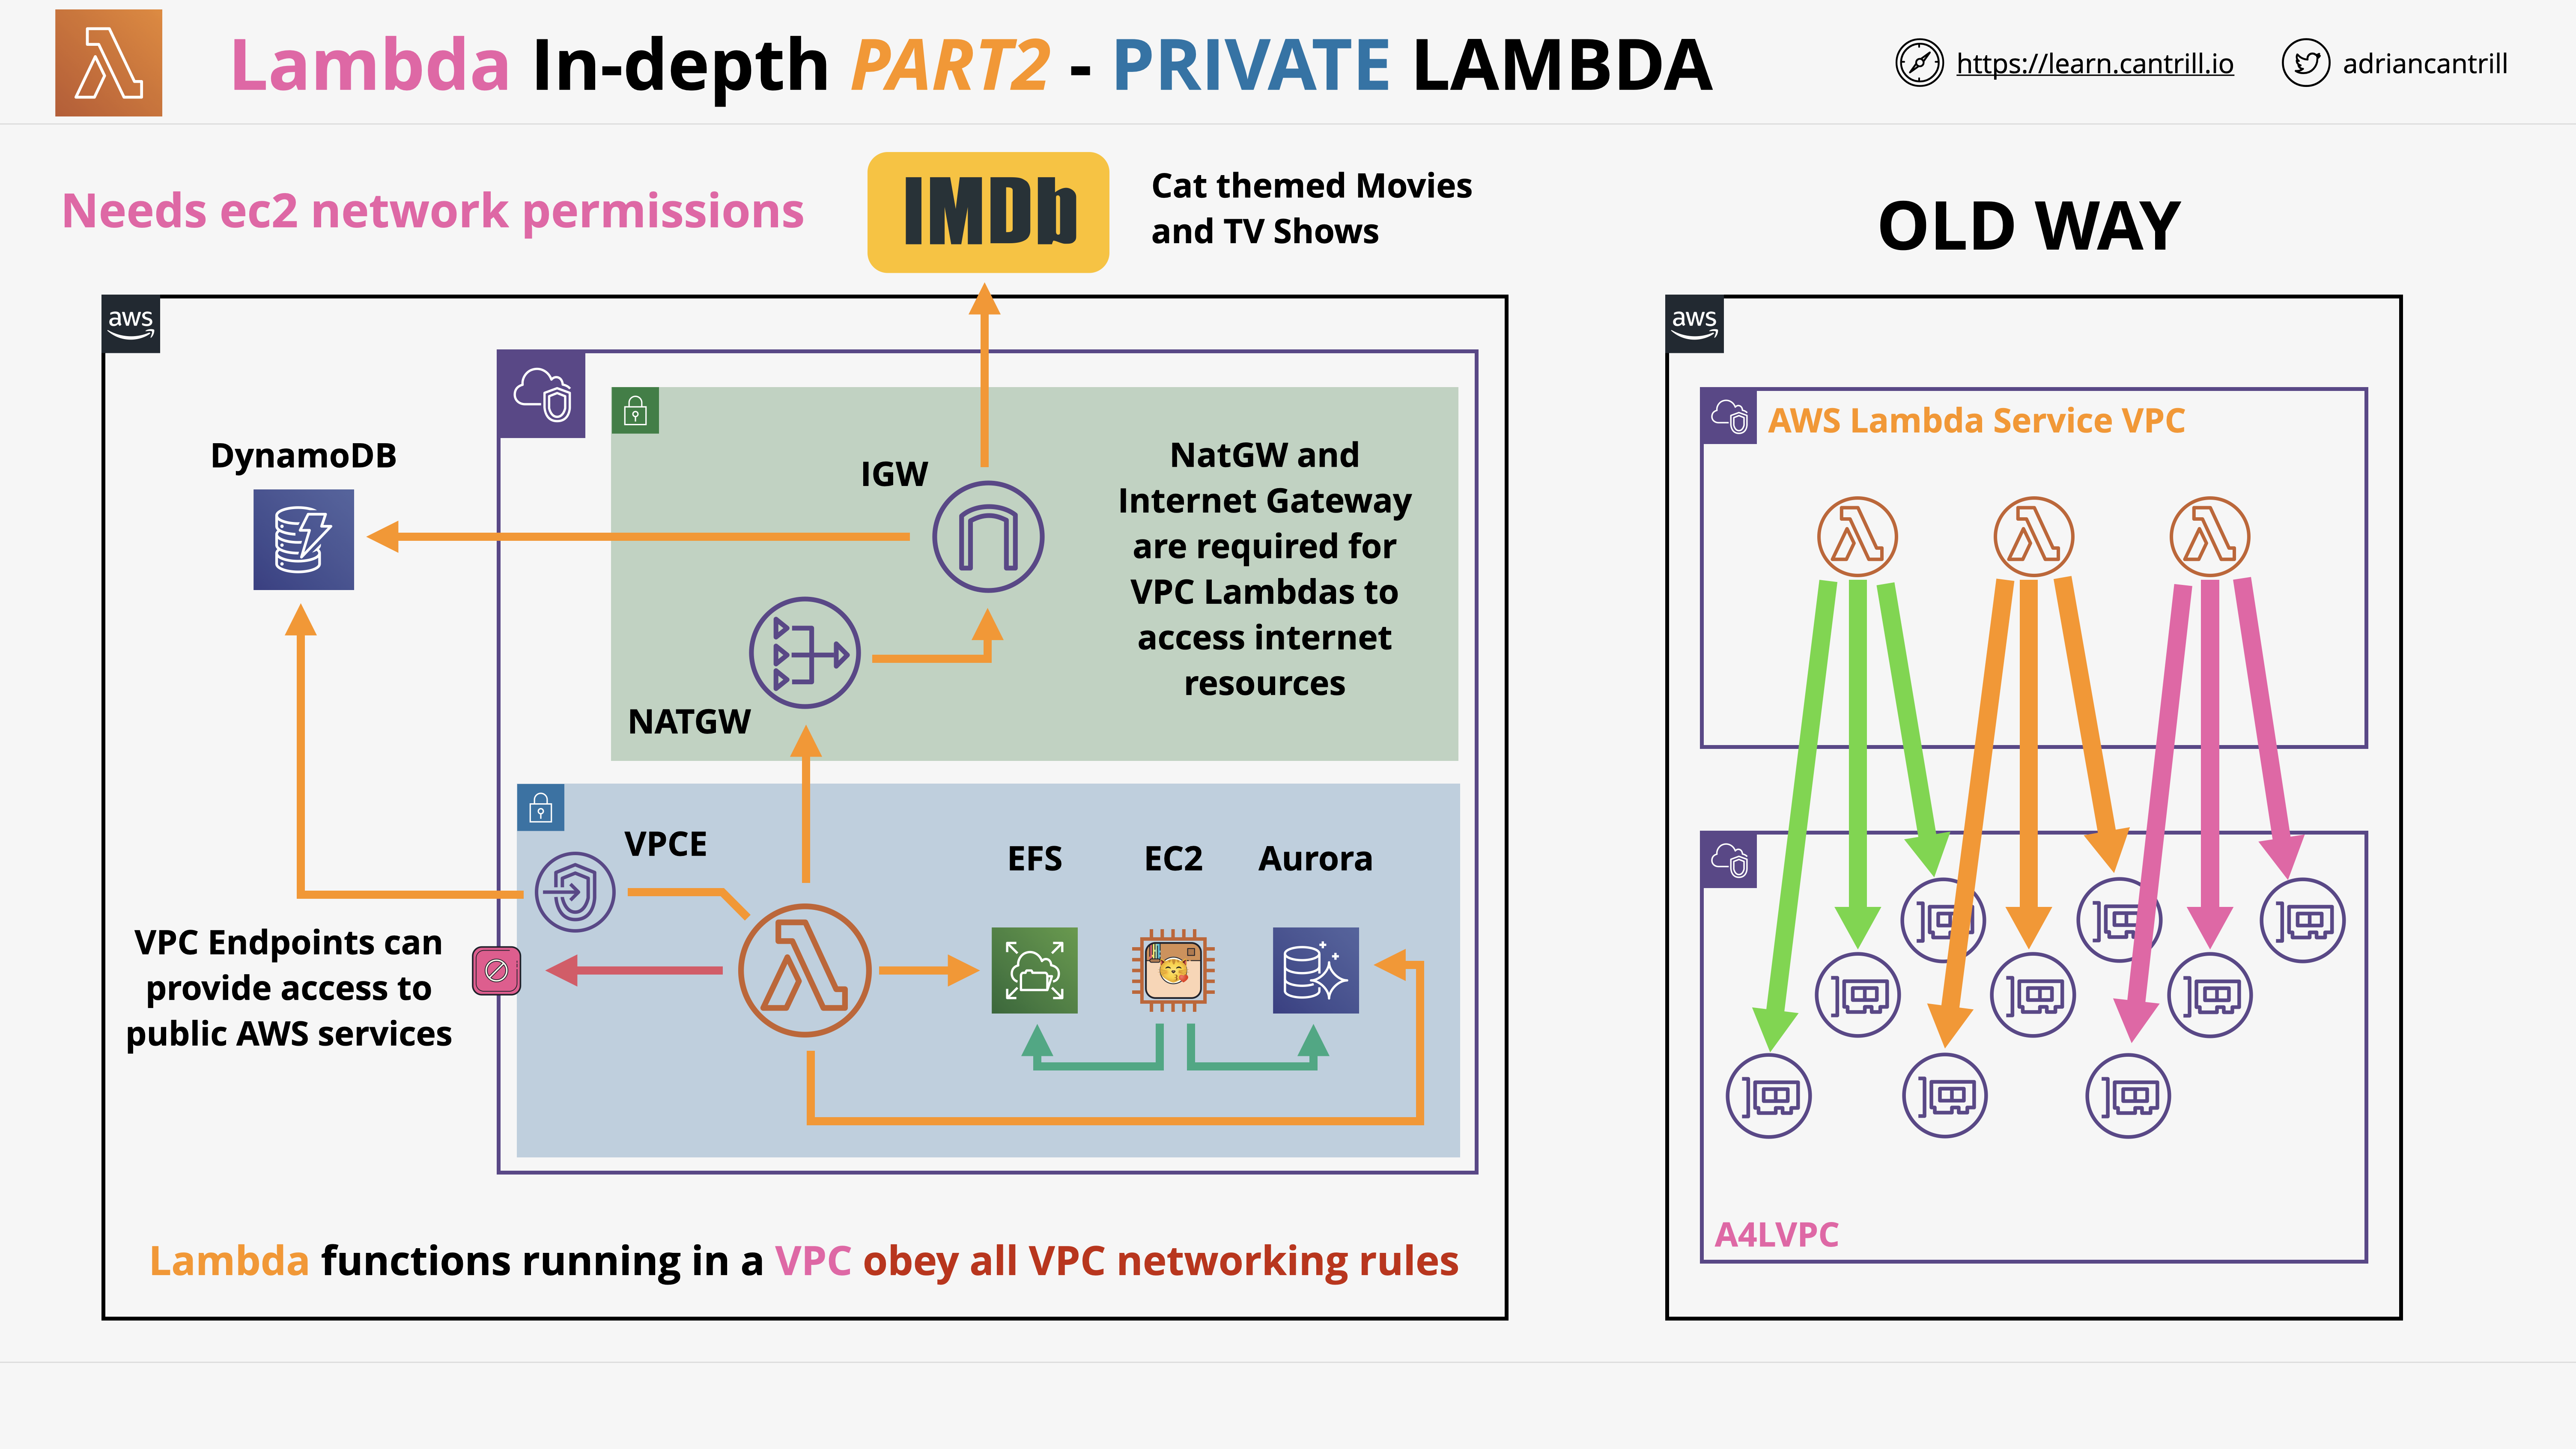 Lambda In-depth PART2 - PRIVATE LAMBDA
https://learn.cantrill.io
adriancantrill
Needs ec2 network permissions
IMDb
Cat themed Movies
and TV Shows
OLD WAY
aws
DynamoDB
IGW
NatGW and
Internet Gateway
are required for
VPC Lambdas to
access internet
resources
NATGW
VPCE
EFS
EC2
Aurora
VPC Endpoints can
provide access to
public AWS services
Lambda functions running in a VPC obey all VPC networking rules
aws
AWS Lambda Service VPC
A4LVPC